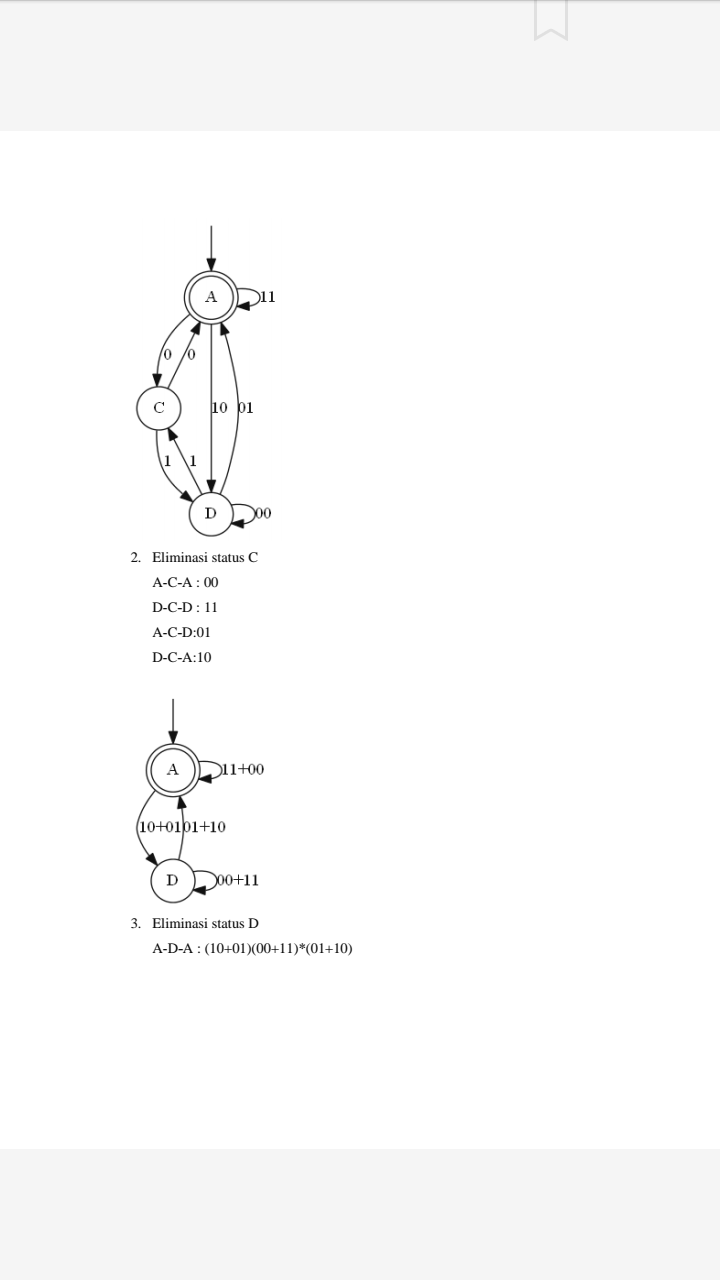 A
11
0
0
C
10
01
1
1
D
00
2. Eliminasi status C
A-C-A : 00
D-C-D : 11
A-C-D:01
D-C-A:10
A
11+00
10+01
01+10
D
00+11
3. Eliminasi status D
A-D-A : (10+01)(00+11)*(01+10)